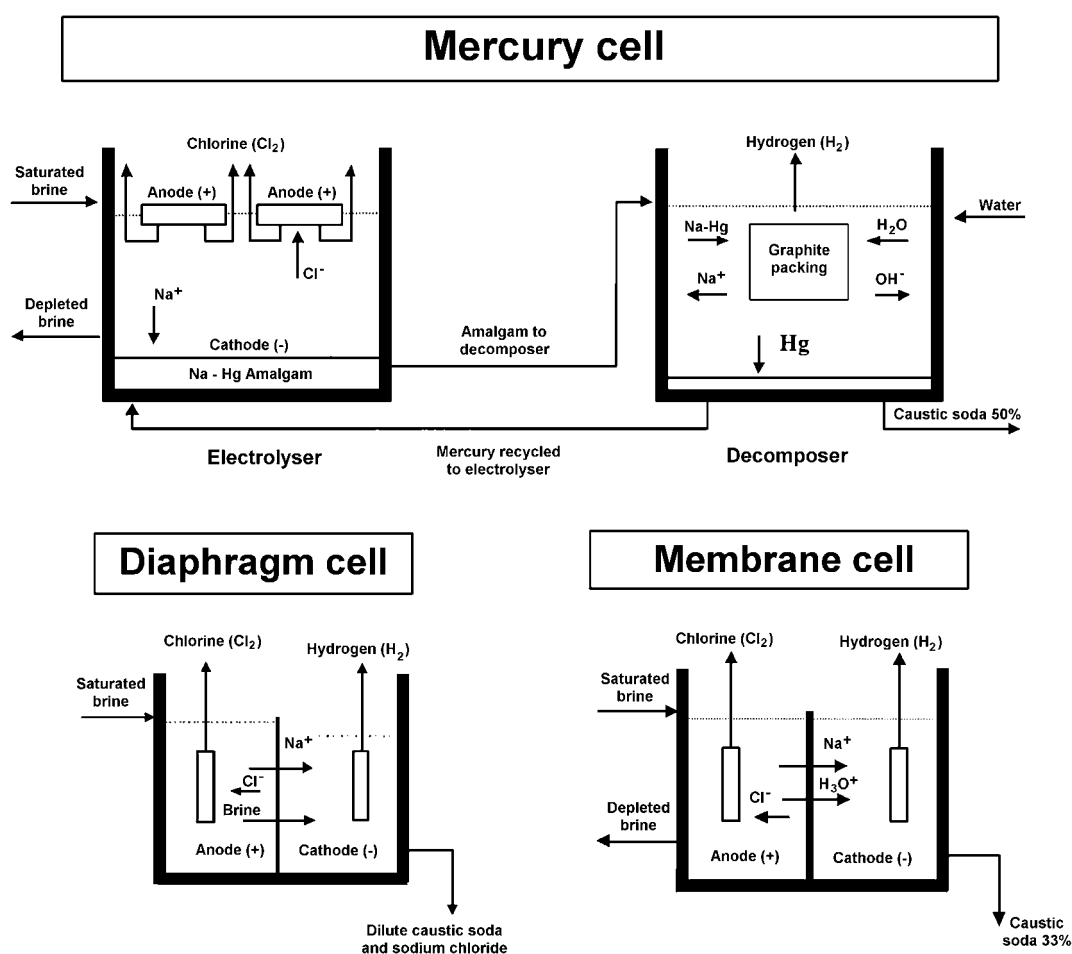 Mercury cell
Chlorine (Cl₂)
Saturated
brine
Anode (+)
Anode (+)
Cl⁻
Na⁺
Depleted
brine
Cathode (-)
Na - Hg Amalgam
Electrolyser
Amalgam to
decomposer
Mercury recycled
to electrolyser
Hydrogen (H₂)
Water
Na-Hg
H₂O
Graphite
packing
Na⁺
OH⁻
Hg
Caustic soda 50%
Decomposer
Diaphragm cell
Chlorine (Cl₂)
Hydrogen (H₂)
Saturated
brine
Na⁺
Cl⁻
Brine
Anode (+)
Cathode (-)
Dilute caustic soda
and sodium chloride
Membrane cell
Chlorine (Cl₂)
Hydrogen (H₂)
Saturated
brine
Na⁺
H₃O⁺
Cl⁻
Depleted
brine
Anode (+)
Cathode (-)
Caustic
soda 33%